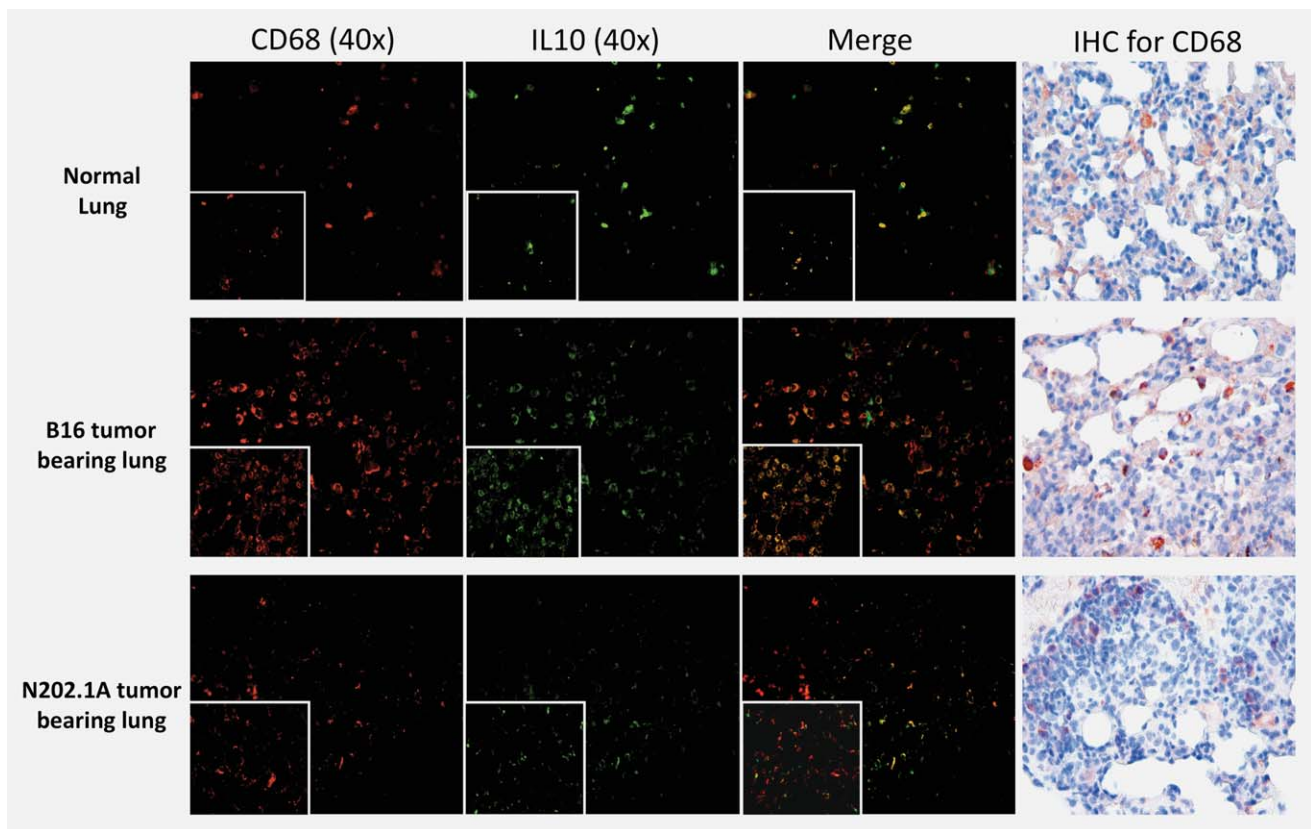 CD68 (40x) IL10 (40x) Merge IHC for CD68
Normal
Lung
B16 tumor
bearing lung
N202.1A tumor
bearing lung